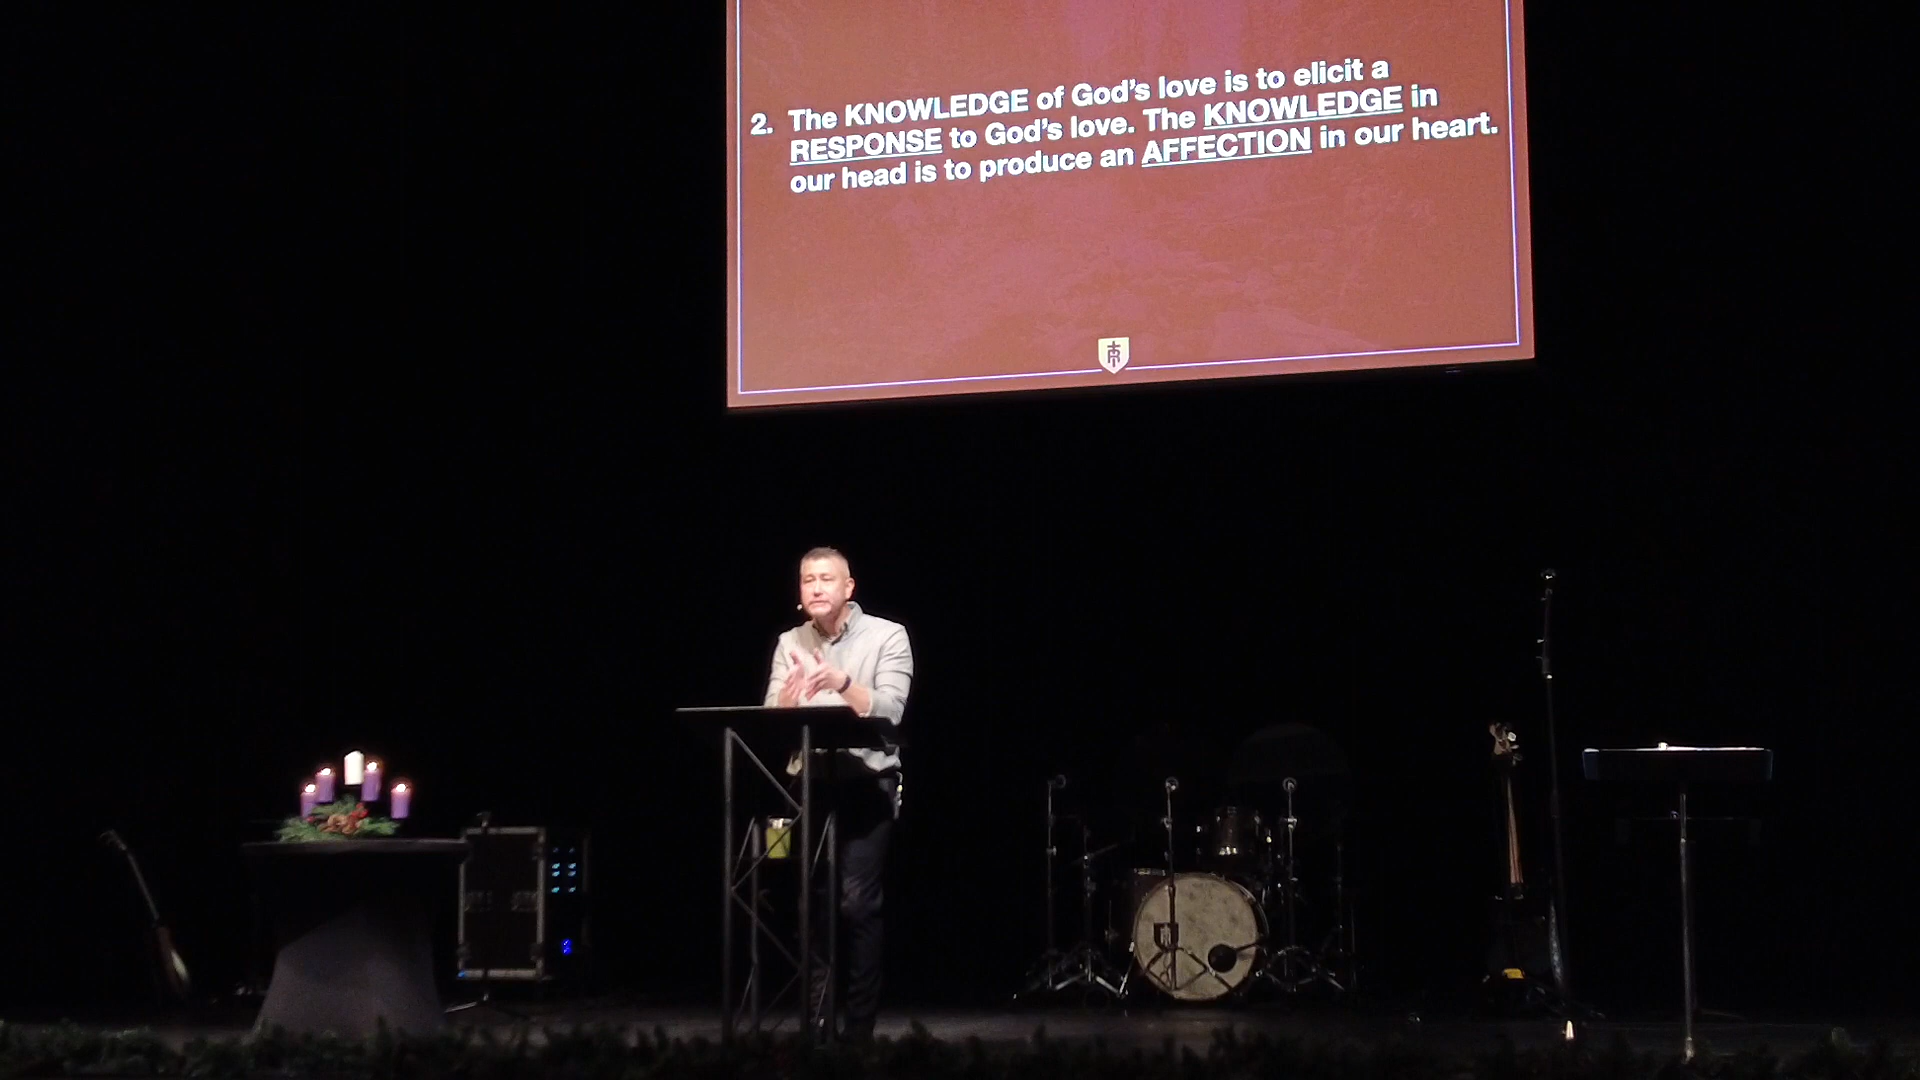 2. The KNOWLEDGE of God's love is to elicit a
RESPONSE to God's love. The KNOWLEDGE in
our head is to produce an AFFECTION in our heart.